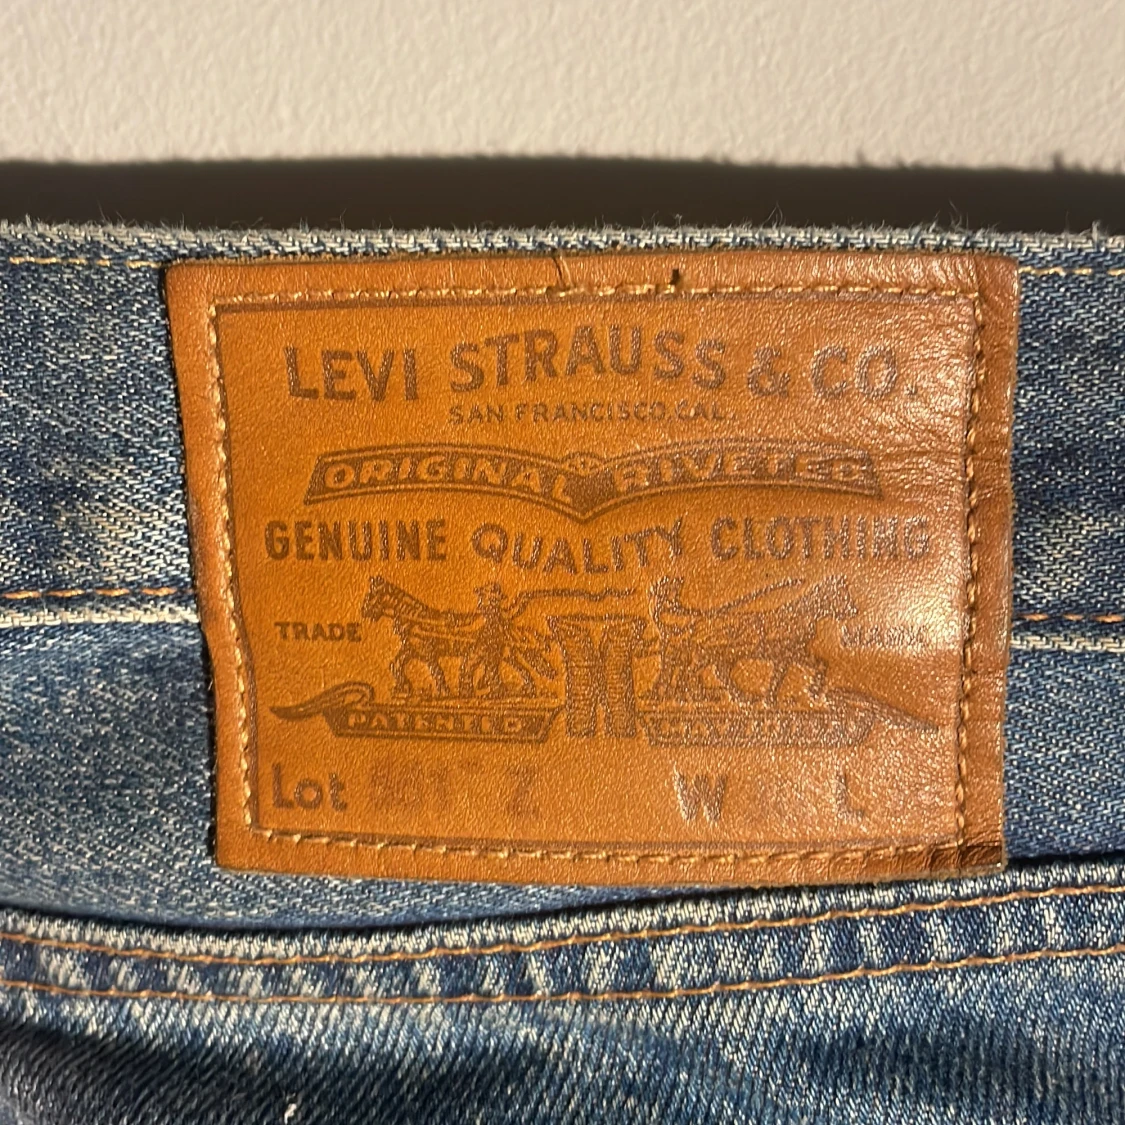 LEVI STRAUSS & CO.
SAN FRANCISCO, CAL.
ORIGINAL RIVETED
GENUINE QUALITY CLOTHING
TRADE MARK
PATENTED
Lot Z W L